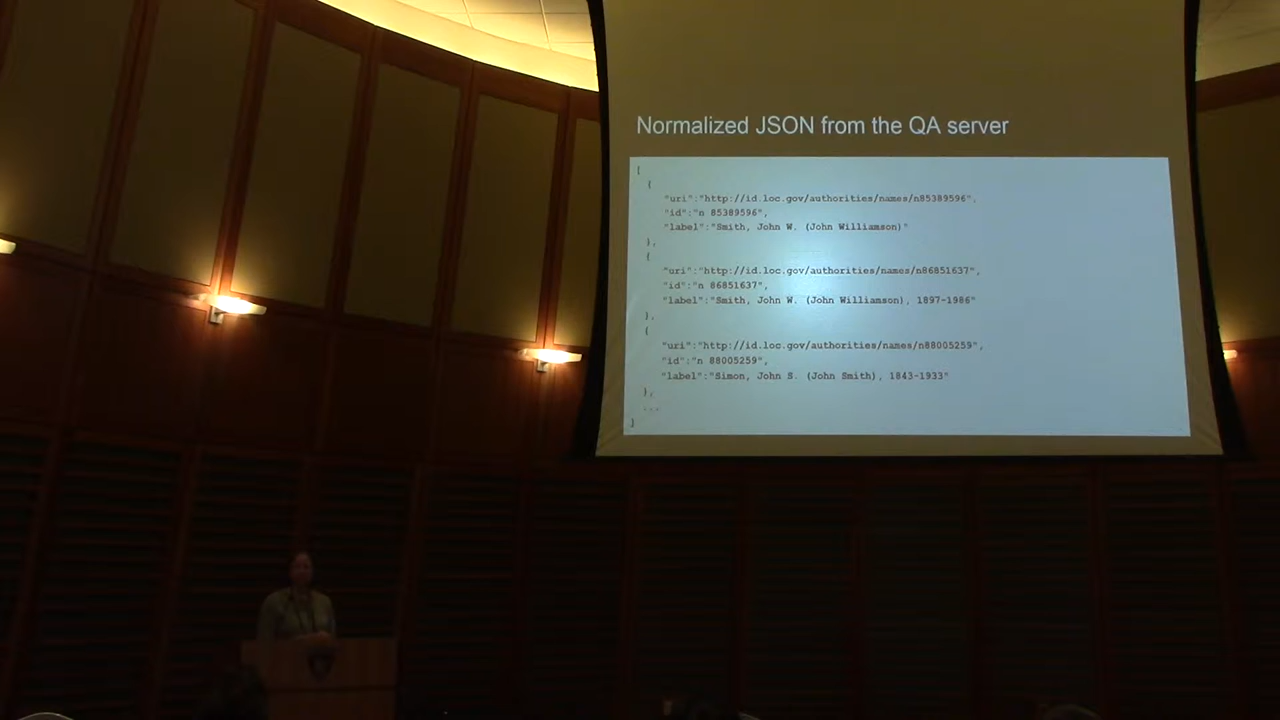 Normalized JSON from the QA server
[
{
"uri":"http://id.loc.gov/authorities/names/n85389596",
"id":"n 85389596",
"label":"Smith, John W. (John Williamson)"
},
{
"uri":"http://id.loc.gov/authorities/names/n86851637",
"id":"n 86851637",
"label":"Smith, John W. (John Williamson), 1897-1986"
},
{
"uri":"http://id.loc.gov/authorities/names/n88005259",
"id":"n 88005259",
"label":"Simon, John S. (John Smith), 1843-1933"
},
...
]